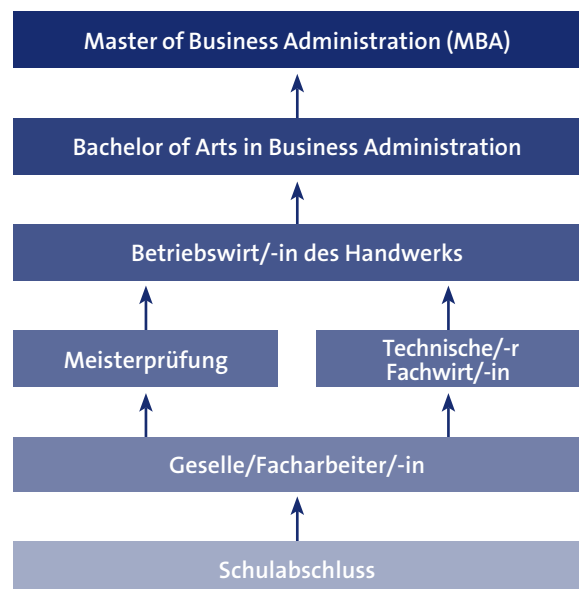 Master of Business Administration (MBA)
Bachelor of Arts in Business Administration
Betriebswirt/-in des Handwerks
Meisterprüfung
Technische/-r
Fachwirt/-in
Geselle/Facharbeiter/-in
Schulabschluss